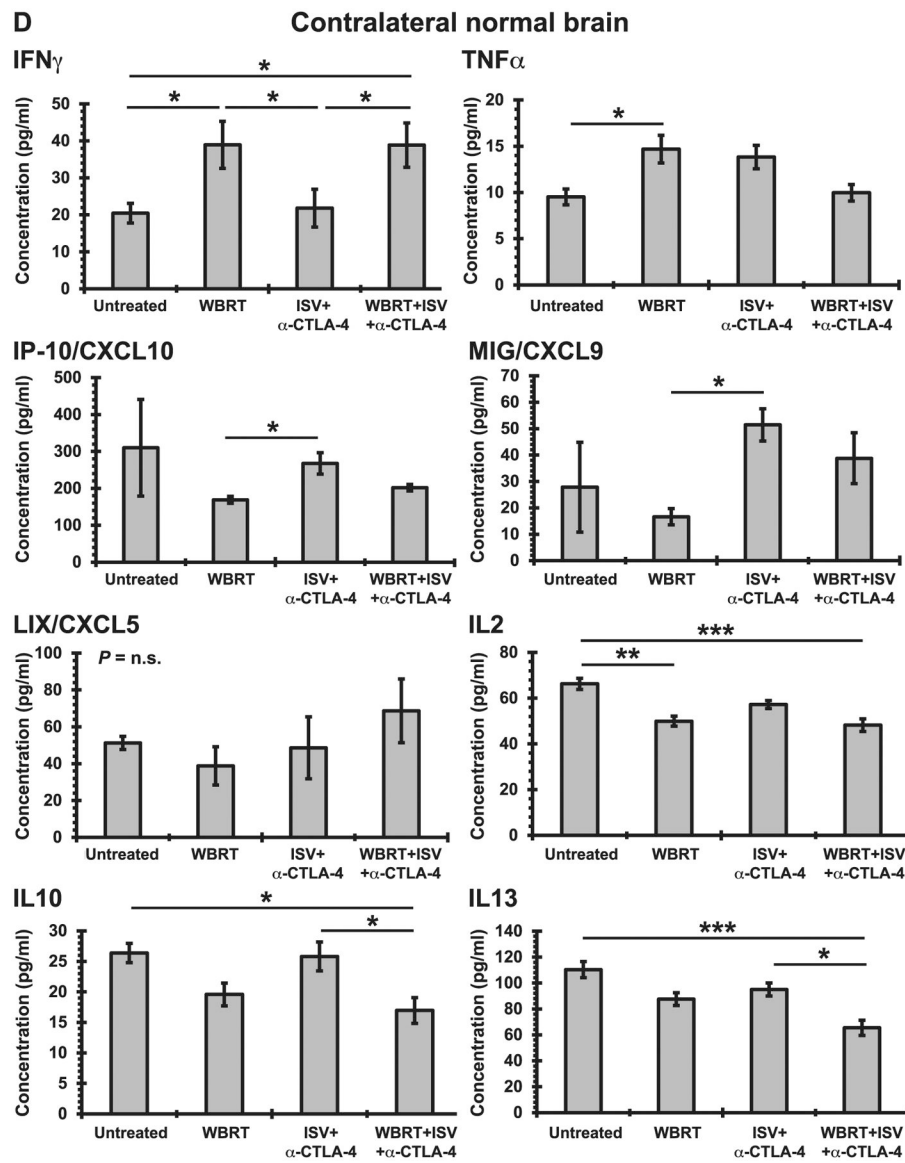 D Contralateral normal brain
IFNγ
Concentration (pg/ml)
50
40
30
20
10
0
*
* * *
Untreated WBRT ISV+ WBRT+ISV
α-CTLA-4 +α-CTLA-4
TNFα
Concentration (pg/ml)
20
15
10
5
0
*
Untreated WBRT ISV+ WBRT+ISV
α-CTLA-4 +α-CTLA-4
IP-10/CXCL10
Concentration (pg/ml)
500
400
300
200
100
0
*
Untreated WBRT ISV+ WBRT+ISV
α-CTLA-4 +α-CTLA-4
MIG/CXCL9
Concentration (pg/ml)
70
60
50
40
30
20
10
0
*
Untreated WBRT ISV+ WBRT+ISV
α-CTLA-4 +α-CTLA-4
LIX/CXCL5
Concentration (pg/ml)
100
80
60
40
20
0
P = n.s.
Untreated WBRT ISV+ WBRT+ISV
α-CTLA-4 +α-CTLA-4
IL2
Concentration (pg/ml)
80
60
40
20
0
***
**
Untreated WBRT ISV+ WBRT+ISV
α-CTLA-4 +α-CTLA-4
IL10
Concentration (pg/ml)
30
25
20
15
10
5
0
*
*
Untreated WBRT ISV+ WBRT+ISV
α-CTLA-4 +α-CTLA-4
IL13
Concentration (pg/ml)
140
120
100
80
60
40
20
0
***
*
Untreated WBRT ISV+ WBRT+ISV
α-CTLA-4 +α-CTLA-4